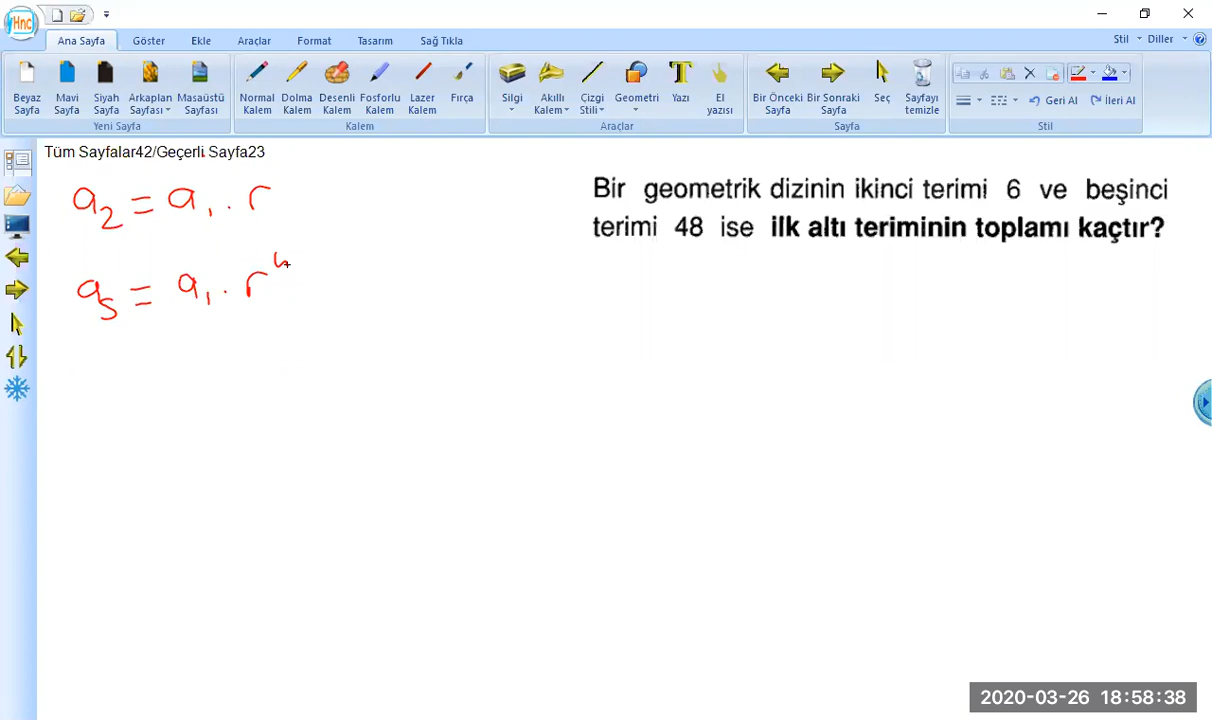 Hnc
Ana Sayfa Göster Ekle Araçlar Format Tasarım Sağ Tıkla Stil Diller
Beyaz Sayfa Mavi Sayfa Siyah Sayfa Arkaplan Sayfası Masaüstü Sayfa
Yeni Sayfa
Normal Kalem Dolma Kalem Desenli Kalem Fosforlu Kalem Lazer Kalem Fırça
Kalem
Silgi Akıllı Kalem Çizgi Stili Geometri Yazı El yazısı
Araçlar
Bir Önceki Sayfa Bir Sonraki Sayfa Seç Sayfayı temizle
Sayfa
Geri Al İleri Al
Stil
Tüm Sayfalar42/Geçerli Sayfa23
a₂ = a₁ . r
a₅ = a₁ . r⁴
Bir geometrik dizinin ikinci terimi 6 ve beşinci
terimi 48 ise ilk altı teriminin toplamı kaçtır?
2020-03-26 18:58:38